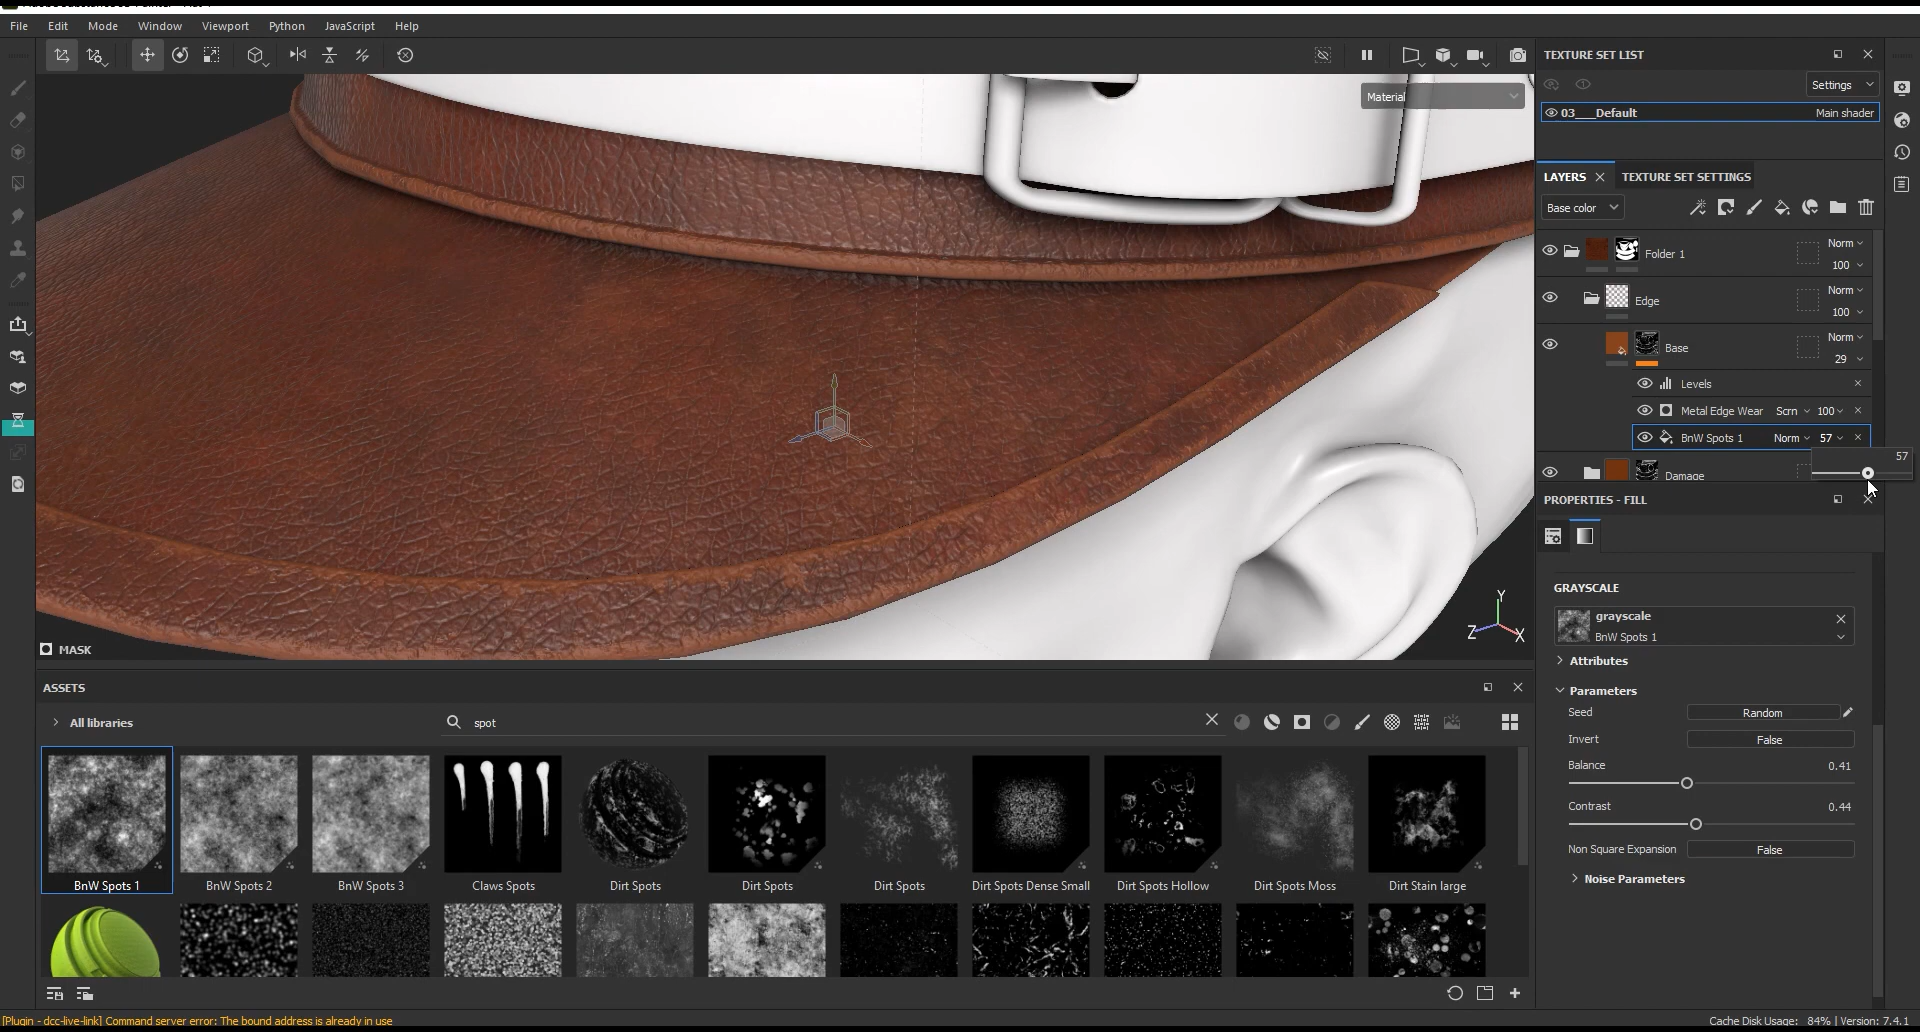 File Edit Mode Window Viewport Python JavaScript Help
TEXTURE SET LIST
Settings
Material
03___Default Main shader
LAYERS TEXTURE SET SETTINGS
Base color
Norm
Folder 1
100
Norm
Edge
100
Norm
Base
29
Levels
Metal Edge Wear Scrn 100
BnW Spots 1 Norm 57
57
Damage
PROPERTIES - FILL
GRAYSCALE
grayscale
BnW Spots 1
Attributes
Parameters
Seed Random
Invert False
Balance 0.41
Contrast 0.44
Non Square Expansion False
Noise Parameters
Y
Z X
MASK
ASSETS
All libraries spot
BnW Spots 1 BnW Spots 2 BnW Spots 3 Claws Spots Dirt Spots Dirt Spots Dirt Spots Dirt Spots Dense Small Dirt Spots Hollow Dirt Spots Moss Dirt Stain large
[Plugin - dcc-live-link] Command server error: The bound address is already in use
Cache Disk Usage: 84% | Version: 7.4.1